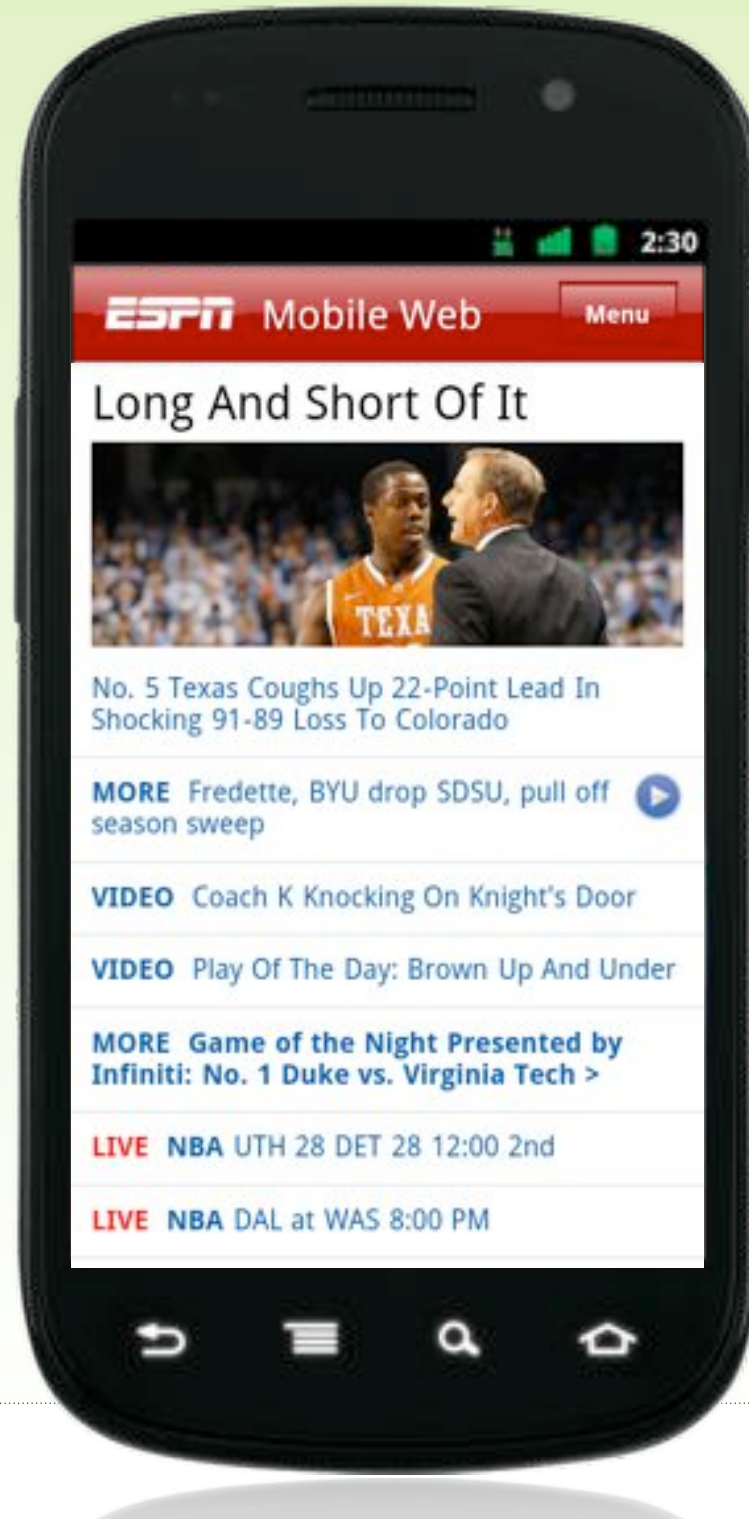 2:30
ESPN Mobile Web Menu
Long And Short Of It
TEXA
No. 5 Texas Coughs Up 22-Point Lead In
Shocking 91-89 Loss To Colorado
MORE Fredette, BYU drop SDSU, pull off
season sweep
VIDEO Coach K Knocking On Knight's Door
VIDEO Play Of The Day: Brown Up And Under
MORE Game of the Night Presented by
Infiniti: No. 1 Duke vs. Virginia Tech >
LIVE NBA UTH 28 DET 28 12:00 2nd
LIVE NBA DAL at WAS 8:00 PM